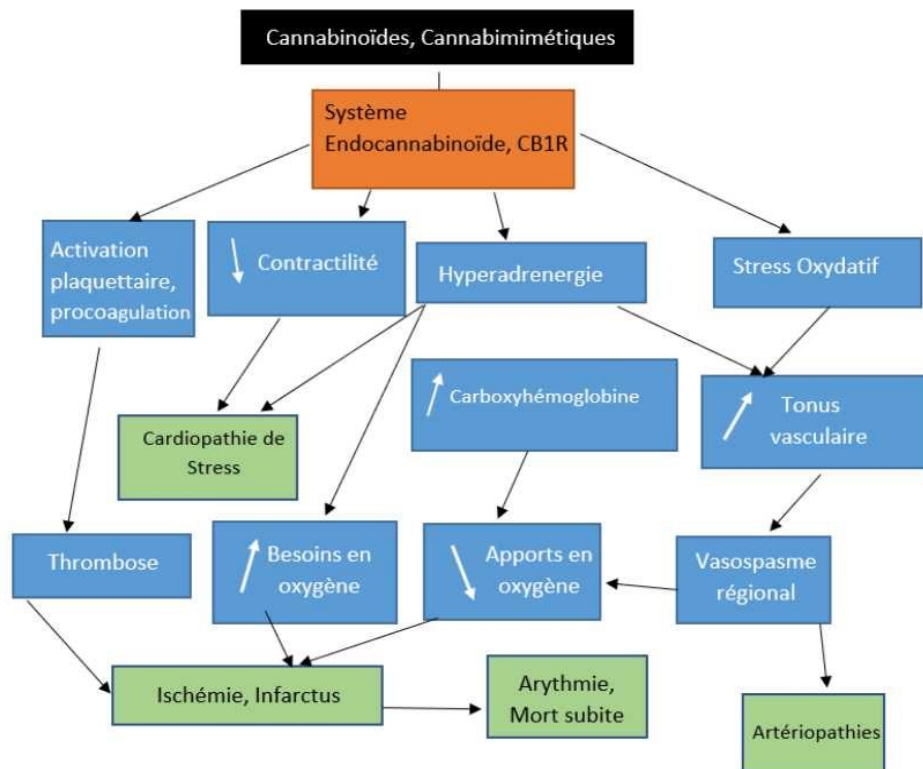 Cannabinoïdes, Cannabimimétiques
Système
Endocannabinoïde, CB1R
Activation
plaquettaire,
procoagulation
Contractilité
Hyperadrenergie
Stress Oxydatif
Carboxyhémoglobine
Tonus
vasculaire
Cardiopathie de
Stress
Thrombose
Besoins en
oxygène
Apports en
oxygène
Vasospasme
régional
Ischémie, Infarctus
Arythmie,
Mort subite
Artériopathies